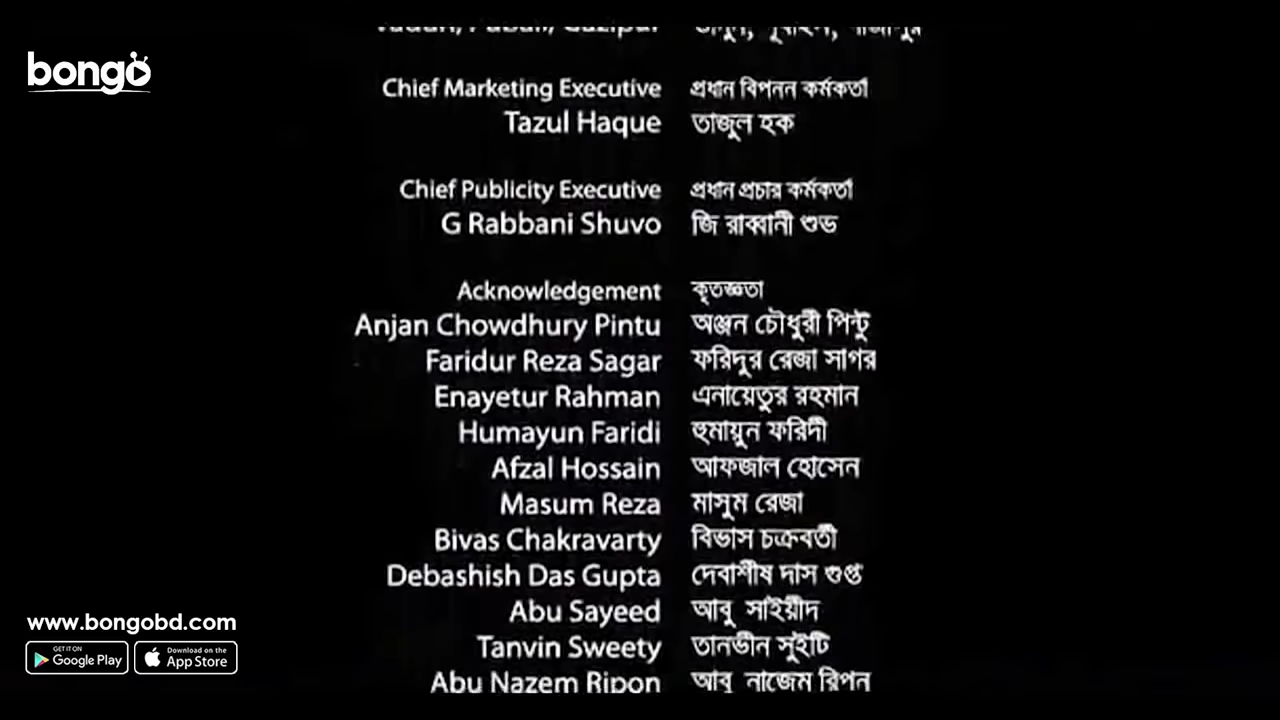 bongo
Chief Marketing Executive প্রধান বিপনন কর্মকর্তা
Tazul Haque তাজুল হক
Chief Publicity Executive প্রধান প্রচার কর্মকর্তা
G Rabbani Shuvo জি রাব্বানী শুভ
Acknowledgement কৃতজ্ঞতা
Anjan Chowdhury Pintu অঞ্জন চৌধুরী পিন্টু
Faridur Reza Sagar ফরিদুর রেজা সাগর
Enayetur Rahman এনায়েতুর রহমান
Humayun Faridi হুমায়ুন ফরিদী
Afzal Hossain আফজাল হোসেন
Masum Reza মাসুম রেজা
Bivas Chakravarty বিভাস চক্রবর্তী
Debashish Das Gupta দেবাশীষ দাস গুপ্ত
Abu Sayeed আবু সাইয়ীদ
Tanvin Sweety তানভীন সুইটি
Abu Nazem Ripon আবু নাজেম রিপন
www.bongobd.com
GET IT ON Google Play
Download on the App Store